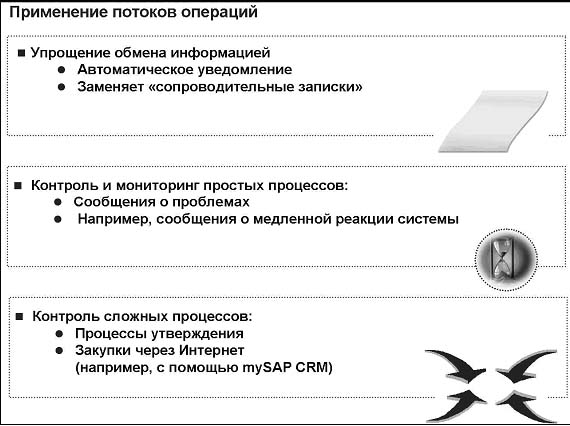 Применение потоков операций
■ Упрощение обмена информацией
● Автоматическое уведомление
● Заменяет «сопроводительные записки»
■ Контроль и мониторинг простых процессов:
● Сообщения о проблемах
● Например, сообщения о медленной реакции системы
■ Контроль сложных процессов:
● Процессы утверждения
● Закупки через Интернет
(например, с помощью mySAP CRM)